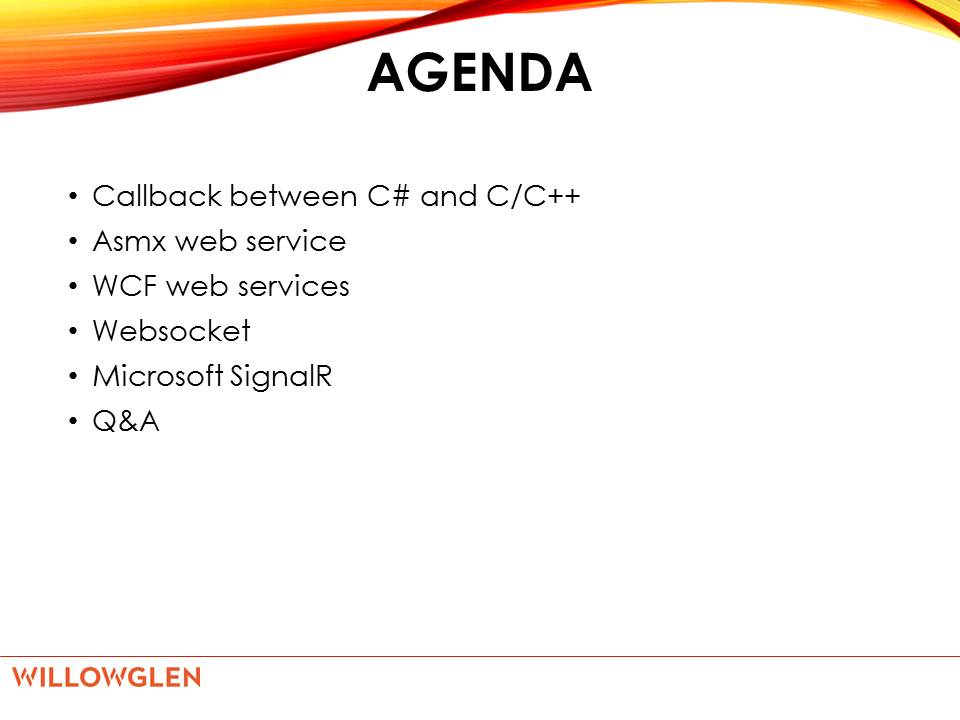 AGENDA
• Callback between C# and C/C++
• Asmx web service
• WCF web services
• Websocket
• Microsoft SignalR
• Q&A
WILLOWGLEN